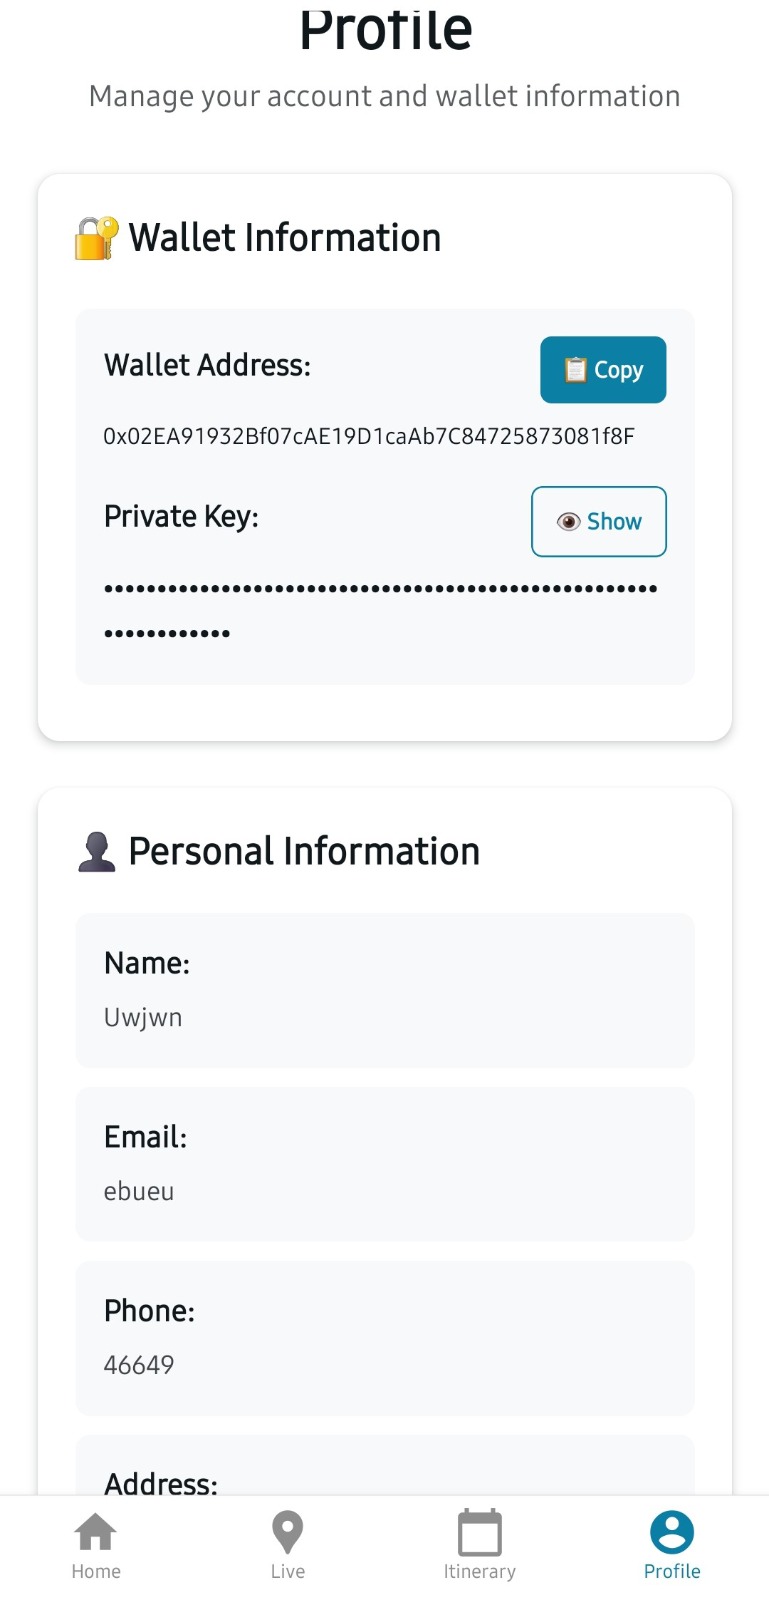 Profile
Manage your account and wallet information
🔐 Wallet Information
Wallet Address:
📋 Copy
0x02EA91932Bf07cAE19D1caAb7C84725873081f8F
Private Key:
👁 Show
••••••••••••••••••••••••••••••••••••••••••••••••••••
••••••••••••
👤 Personal Information
Name:
Uwjwn
Email:
ebueu
Phone:
46649
Address:
Home
Live
Itinerary
Profile